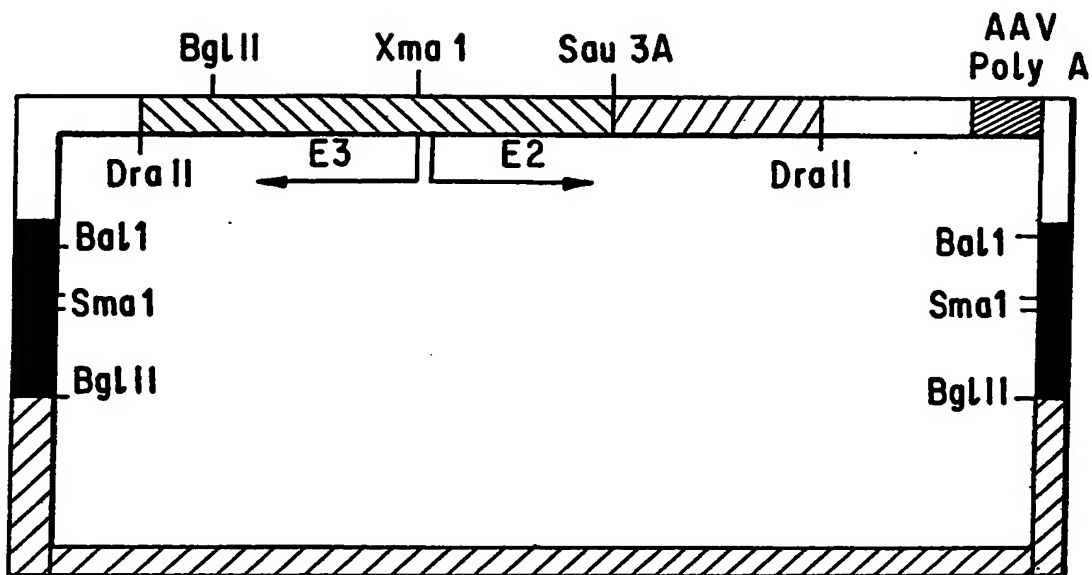 BglII Xma 1 Sau 3A AAV
Poly A
E3 E2
DraII DraII
Bal1 Bal1
Sma1 Sma1
BglII BglII